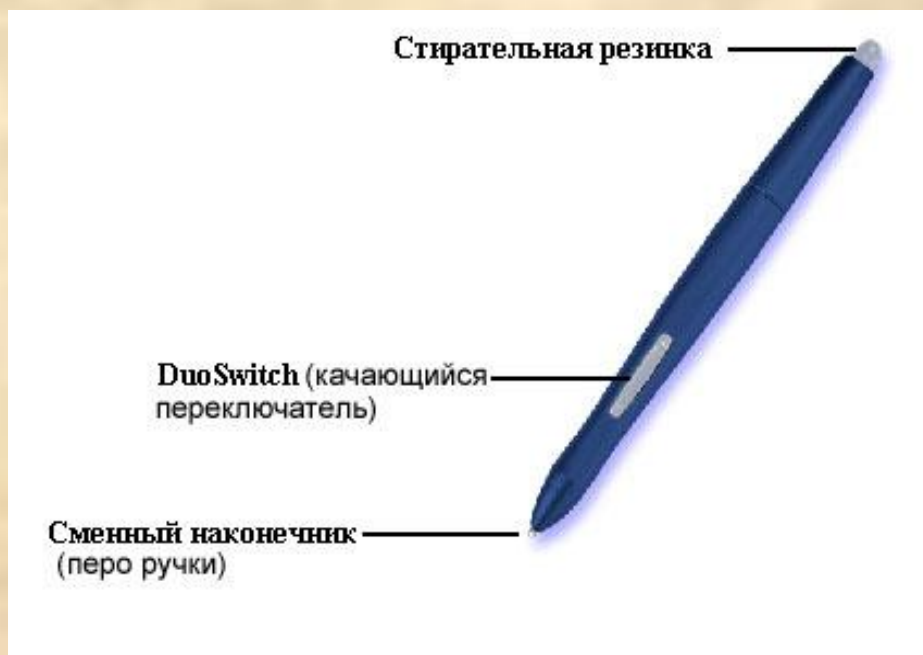 Стирательная резинка
DuoSwitch (качающийся
переключатель)
Сменный наконечник
(перо ручки)